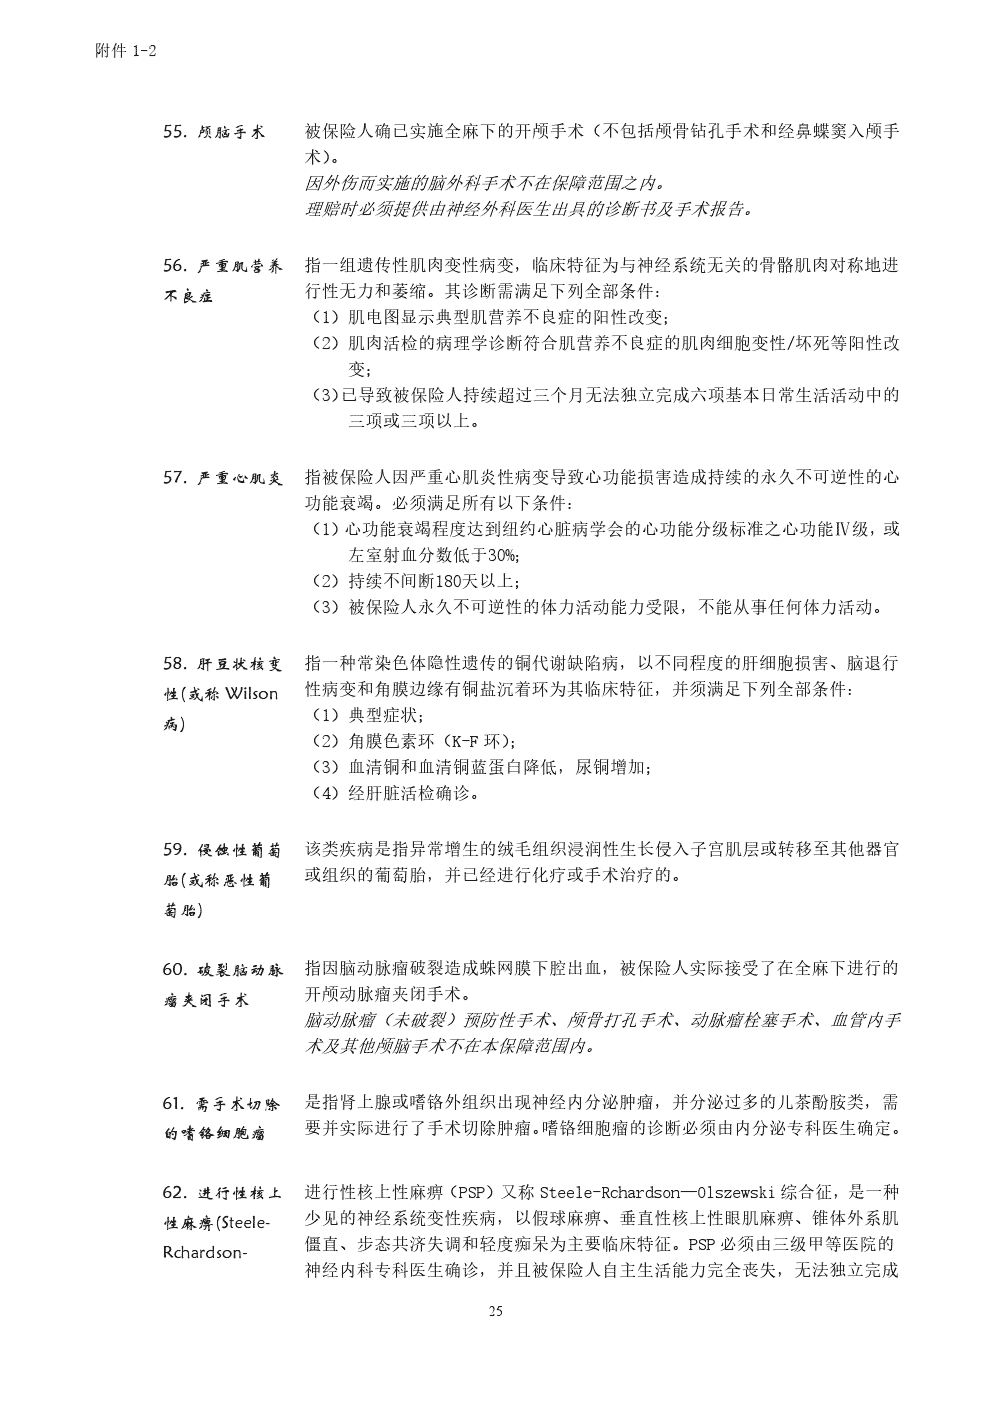 附件 1-2
55. 颅脑手术
被保险人确已实施全麻下的开颅手术（不包括颅骨钻孔手术和经鼻蝶窦入颅手
术）。
因外伤而实施的脑外科手术不在保障范围之内。
理赔时必须提供由神经外科医生出具的诊断书及手术报告。
56. 严重肌营养
不良症
指一组遗传性肌肉变性病变，临床特征为与神经系统无关的骨骼肌肉对称地进
行性无力和萎缩。其诊断需满足下列全部条件：
（1）肌电图显示典型肌营养不良症的阳性改变；
（2）肌肉活检的病理学诊断符合肌营养不良症的肌肉细胞变性/坏死等阳性改
变；
（3）已导致被保险人持续超过三个月无法独立完成六项基本日常生活活动中的
三项或三项以上。
57. 严重心肌炎
指被保险人因严重心肌炎性病变导致心功能损害造成持续的永久不可逆性的心
功能衰竭。必须满足所有以下条件：
（1）心功能衰竭程度达到纽约心脏病学会的心功能分级标准之心功能Ⅳ级，或
左室射血分数低于30%；
（2）持续不间断180天以上；
（3）被保险人永久不可逆性的体力活动能力受限，不能从事任何体力活动。
58. 肝豆状核变
性(或称 Wilson
病)
指一种常染色体隐性遗传的铜代谢缺陷病，以不同程度的肝细胞损害、脑退行
性病变和角膜边缘有铜盐沉着环为其临床特征，并须满足下列全部条件：
（1）典型症状；
（2）角膜色素环（K-F 环）；
（3）血清铜和血清铜蓝蛋白降低，尿铜增加；
（4）经肝脏活检确诊。
59. 侵蚀性葡萄
胎(或称恶性葡
萄胎)
该类疾病是指异常增生的绒毛组织浸润性生长侵入子宫肌层或转移至其他器官
或组织的葡萄胎，并已经进行化疗或手术治疗的。
60. 破裂脑动脉
瘤夹闭手术
指因脑动脉瘤破裂造成蛛网膜下腔出血，被保险人实际接受了在全麻下进行的
开颅动脉瘤夹闭手术。
脑动脉瘤（未破裂）预防性手术、颅骨打孔手术、动脉瘤栓塞手术、血管内手
术及其他颅脑手术不在本保障范围内。
61. 需手术切除
的嗜铬细胞瘤
是指肾上腺或嗜铬外组织出现神经内分泌肿瘤，并分泌过多的儿茶酚胺类，需
要并实际进行了手术切除肿瘤。嗜铬细胞瘤的诊断必须由内分泌专科医生确定。
62. 进行性核上
性麻痹(Steele-
Rchardson-
进行性核上性麻痹（PSP）又称 Steele-Rchardson—Olszewski 综合征，是一种
少见的神经系统变性疾病，以假球麻痹、垂直性核上性眼肌麻痹、锥体外系肌
僵直、步态共济失调和轻度痴呆为主要临床特征。PSP 必须由三级甲等医院的
神经内科专科医生确诊，并且被保险人自主生活能力完全丧失，无法独立完成
25